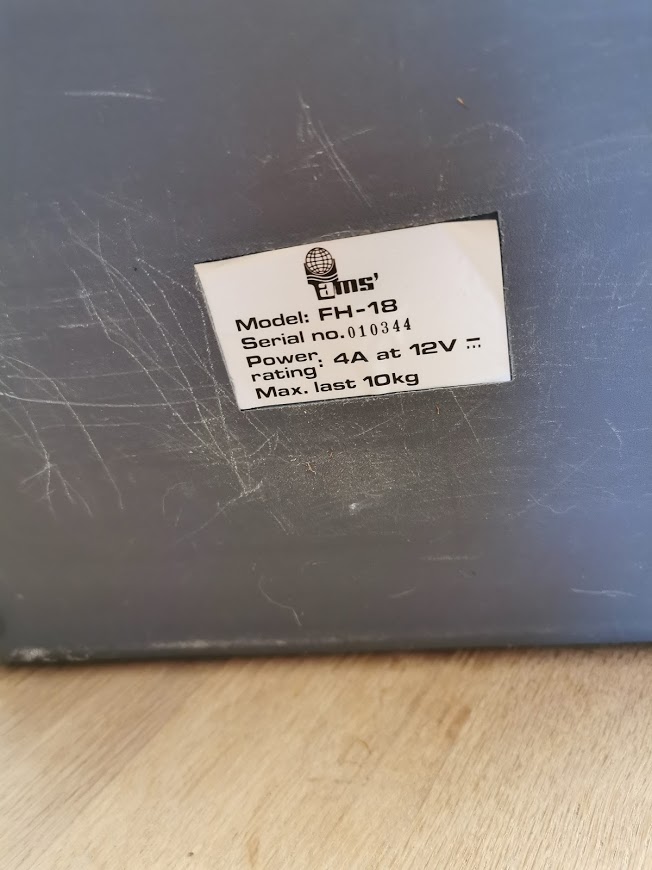 ams'
Model: FH-18
Serial no.010344
Power rating: 4A at 12V
Max. last 10kg